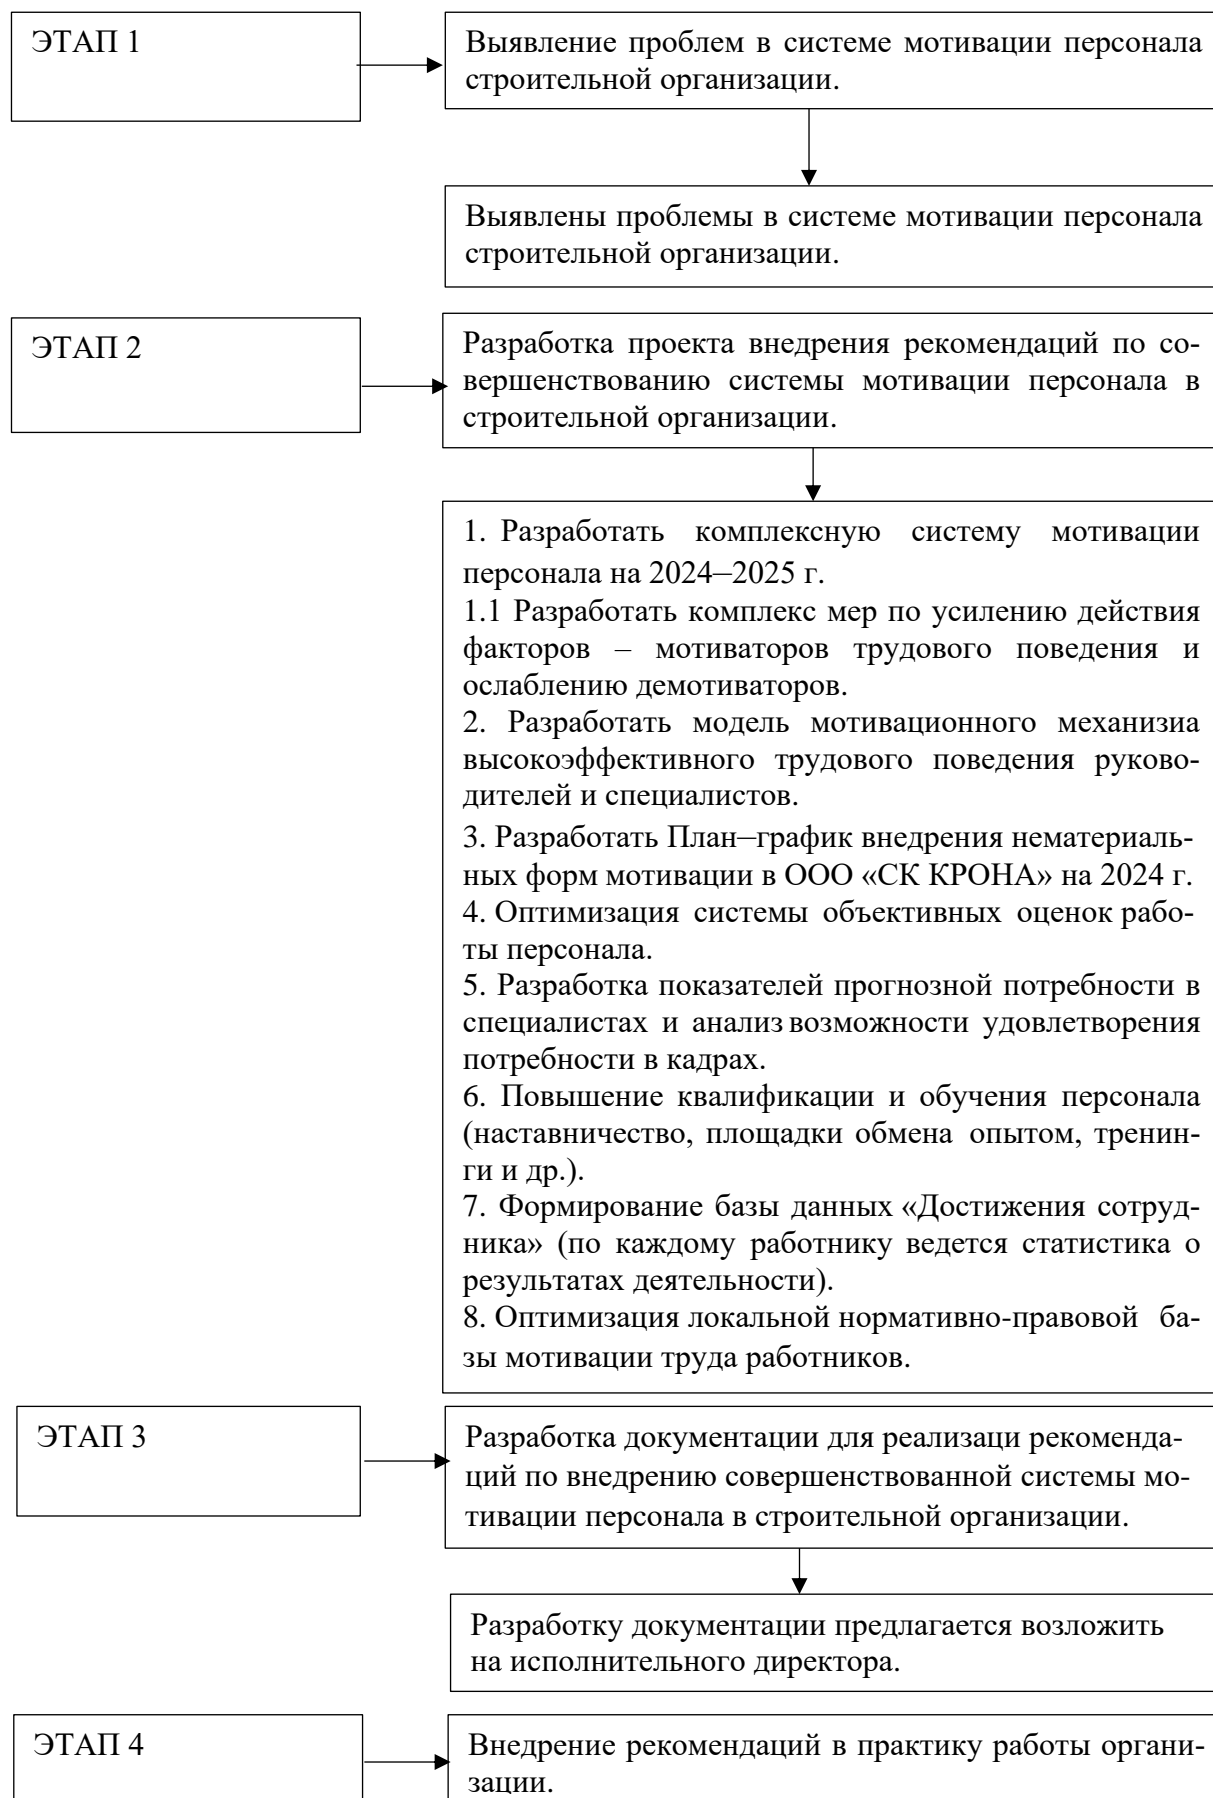 ЭТАП 1
Выявление проблем в системе мотивации персонала
строительной организации.
Выявлены проблемы в системе мотивации персонала
строительной организации.
ЭТАП 2
Разработка проекта внедрения рекомендаций по со-
вершенствованию системы мотивации персонала в
строительной организации.
1. Разработать комплексную систему мотивации
персонала на 2024–2025 г.
1.1 Разработать комплекс мер по усилению действия
факторов – мотиваторов трудового поведения и
ослаблению демотиваторов.
2. Разработать модель мотивационного механизиа
высокоэффективного трудового поведения руково-
дителей и специалистов.
3. Разработать План–график внедрения нематериаль-
ных форм мотивации в ООО «СК КРОНА» на 2024 г.
4. Оптимизация системы объективных оценок рабо-
ты персонала.
5. Разработка показателей прогнозной потребности в
специалистах и анализ возможности удовлетворения
потребности в кадрах.
6. Повышение квалификации и обучения персонала
(наставничество, площадки обмена опытом, тренин-
ги и др.).
7. Формирование базы данных «Достижения сотруд-
ника» (по каждому работнику ведется статистика о
результатах деятельности).
8. Оптимизация локальной нормативно-правовой ба-
зы мотивации труда работников.
ЭТАП 3
Разработка документации для реализаци рекоменда-
ций по внедрению совершенствованной системы мо-
тивации персонала в строительной организации.
Разработку документации предлагается возложить
на исполнительного директора.
ЭТАП 4
Внедрение рекомендаций в практику работы органи-
зации.